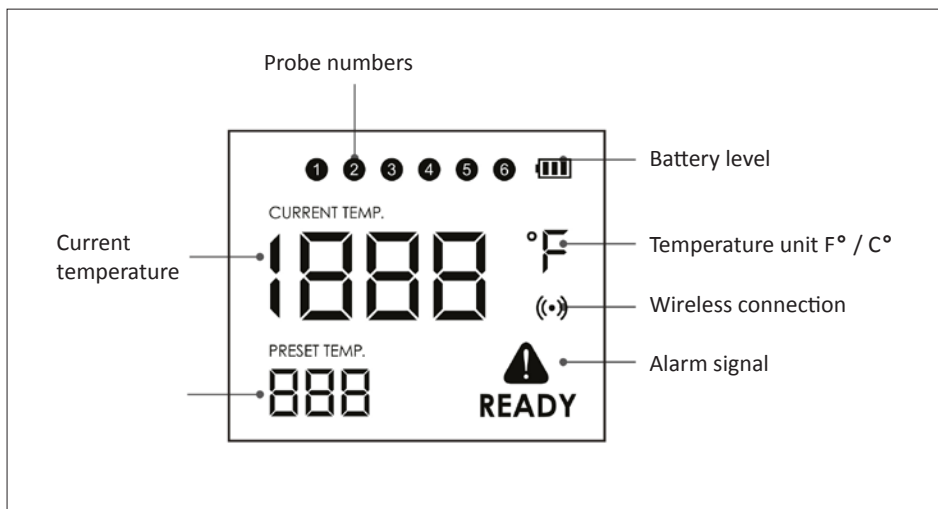 Probe numbers
1 2 3 4 5 6
Battery level
CURRENT TEMP.
Current
temperature
1888
°F
Temperature unit F° / C°
Wireless connection
PRESET TEMP.
888
Alarm signal
READY